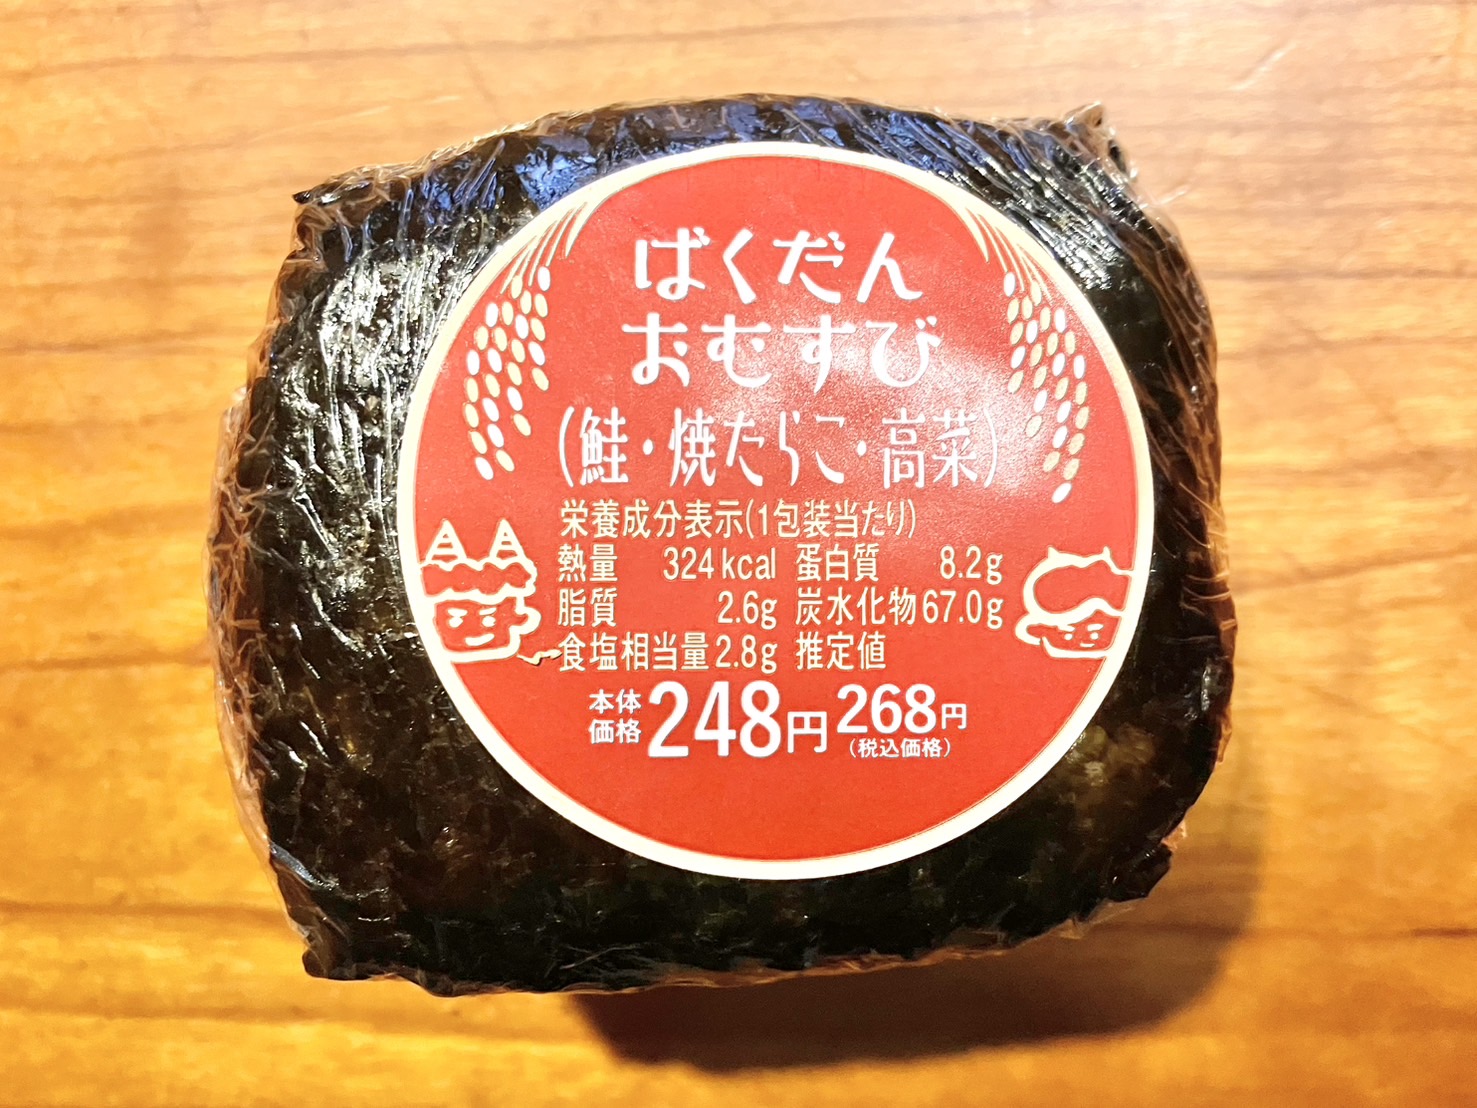 ばくだん
おむすび
(鮭・焼たらこ・高菜)
栄養成分表示(1包装当たり)
熱量 324kcal 蛋白質 8.2g
脂質 2.6g 炭水化物 67.0g
食塩相当量 2.8g 推定値
本体価格 248円 268円
(税込価格)